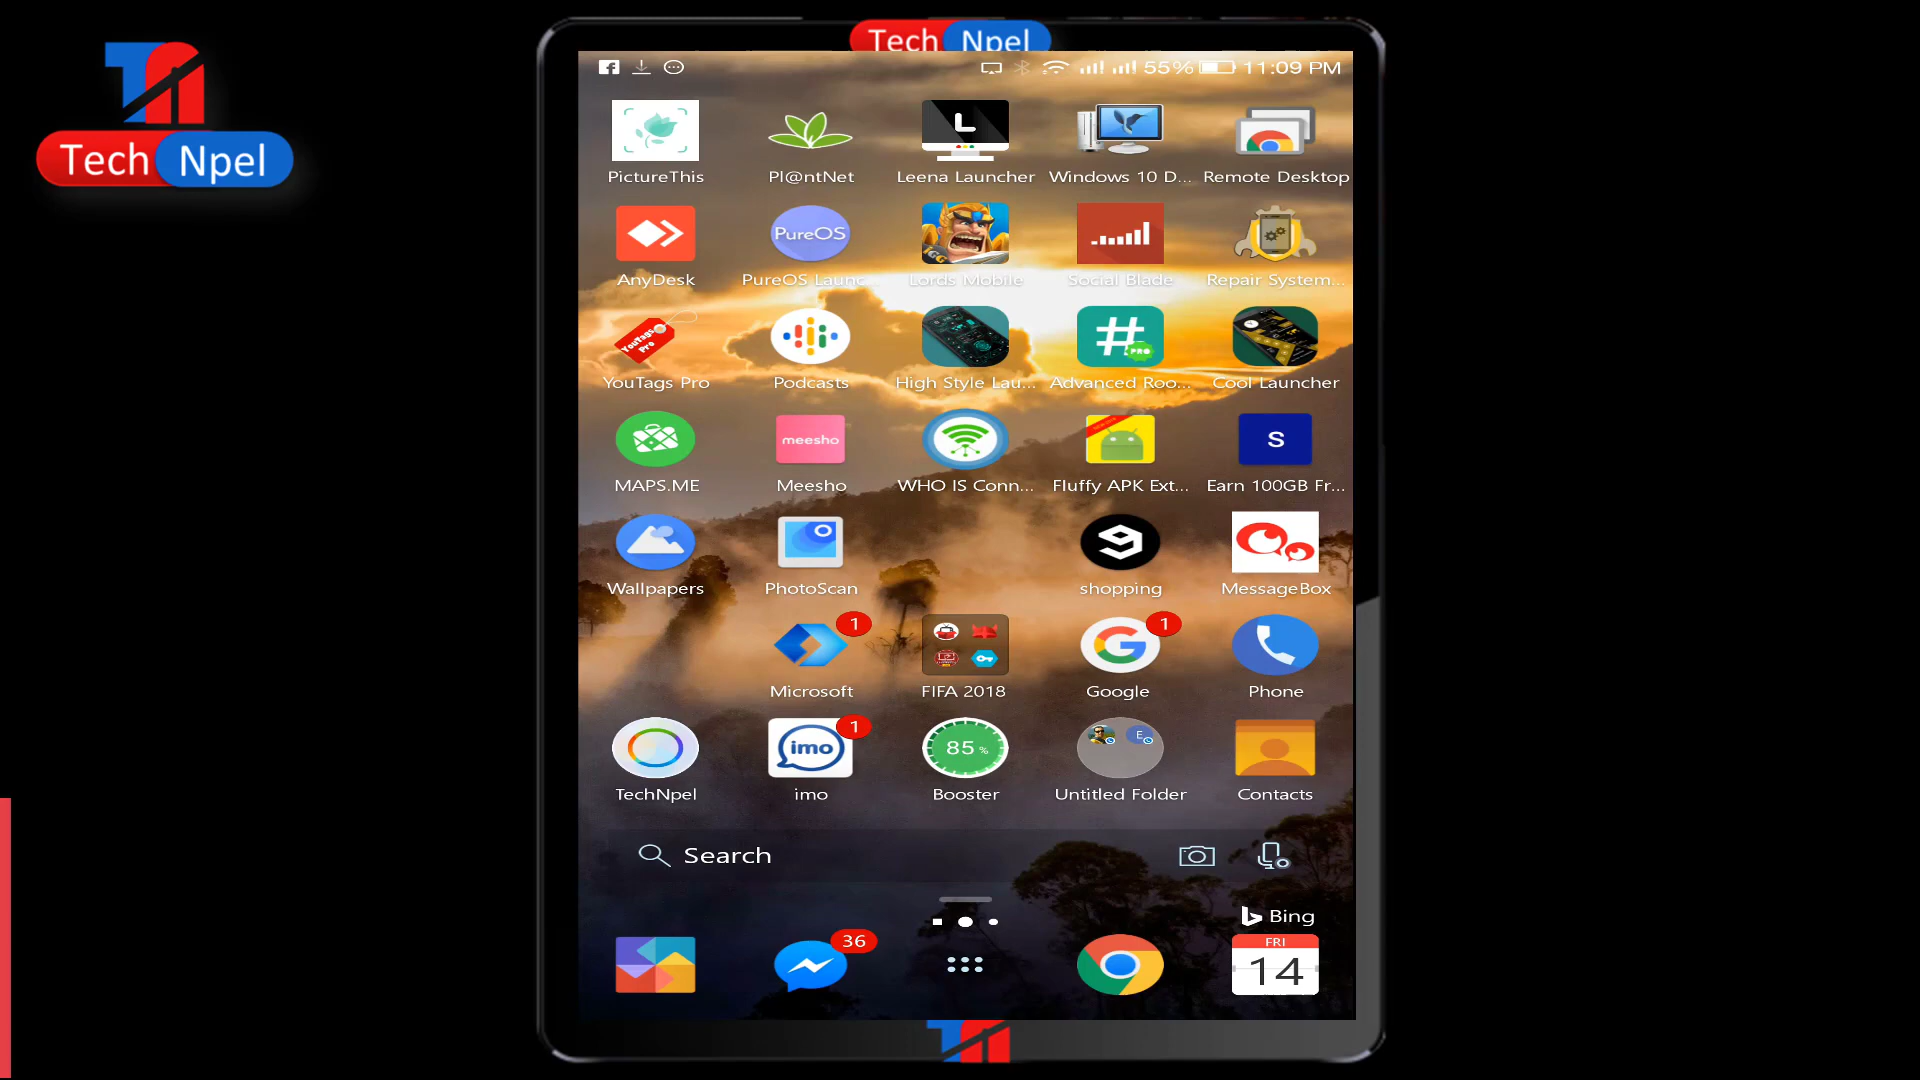 Tech Npel
Tech Npel
55% 11:09 PM
PictureThis
Pl@ntNet
Leena Launcher
Windows 10 D...
Remote Desktop
PureOS
AnyDesk
PureOS Launc...
Lords Mobile
Social Blade
Repair System...
YouTags Pro
YouTags Pro
Podcasts
High Style Lau...
PRO
Advanced Roo...
Cool Launcher
meesho
S
MAPS.ME
Meesho
WHO IS Conn...
Fluffy APK Ext...
Earn 100GB Fr...
Wallpapers
PhotoScan
shopping
MessageBox
1
1
Microsoft
FIFA 2018
Google
Phone
imo
1
85 %
E
TechNpel
imo
Booster
Untitled Folder
Contacts
Search
Bing
36
FRI
14